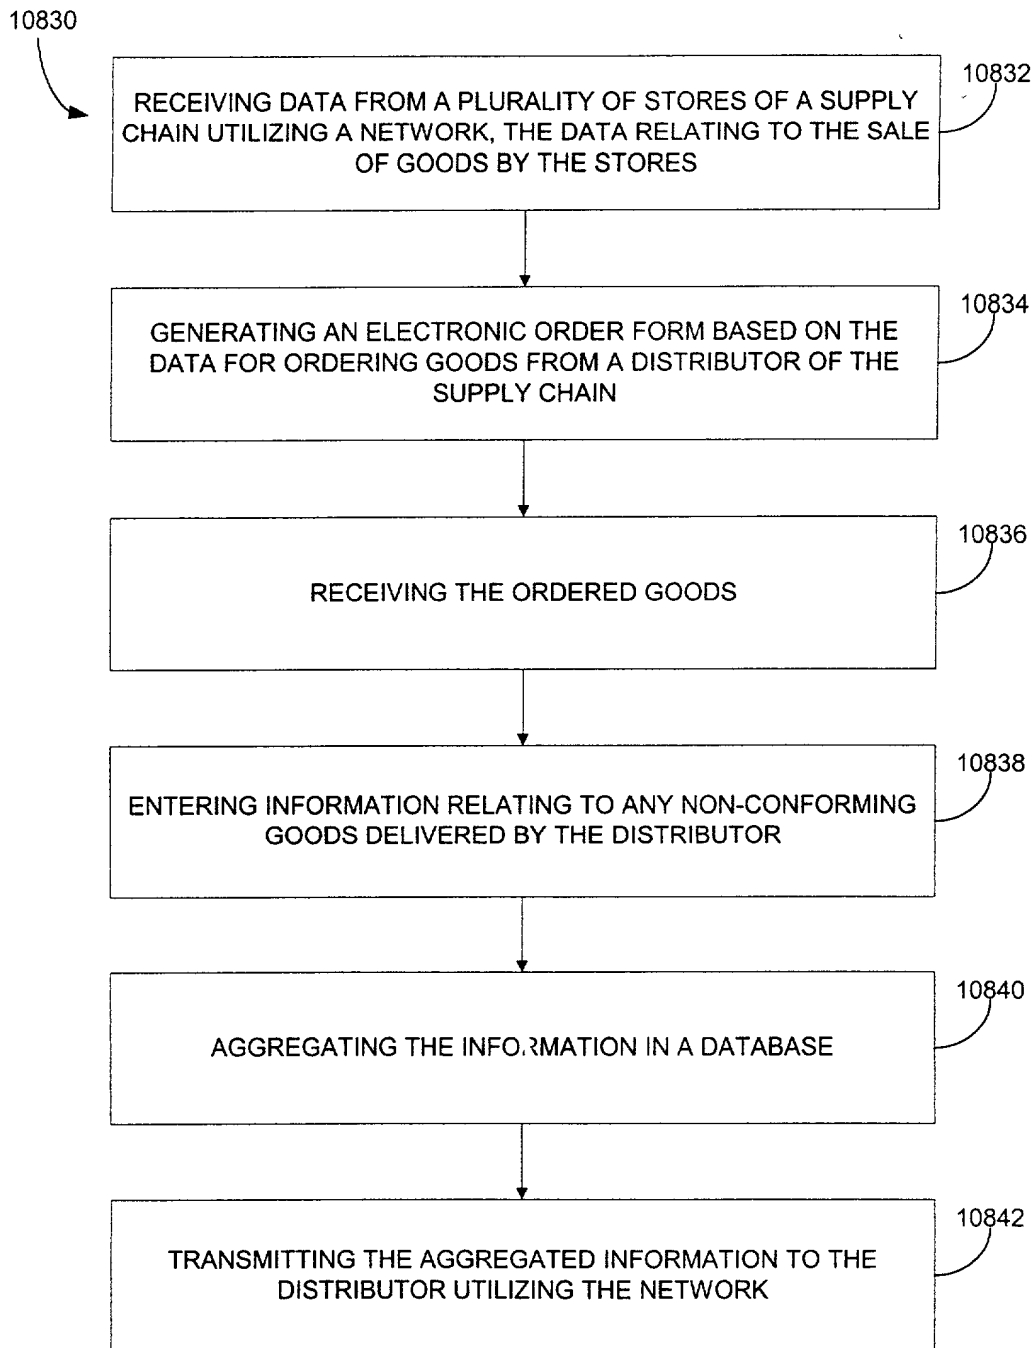 10830
10832
RECEIVING DATA FROM A PLURALITY OF STORES OF A SUPPLY
CHAIN UTILIZING A NETWORK, THE DATA RELATING TO THE SALE
OF GOODS BY THE STORES
10834
GENERATING AN ELECTRONIC ORDER FORM BASED ON THE
DATA FOR ORDERING GOODS FROM A DISTRIBUTOR OF THE
SUPPLY CHAIN
10836
RECEIVING THE ORDERED GOODS
10838
ENTERING INFORMATION RELATING TO ANY NON-CONFORMING
GOODS DELIVERED BY THE DISTRIBUTOR
10840
AGGREGATING THE INFORMATION IN A DATABASE
10842
TRANSMITTING THE AGGREGATED INFORMATION TO THE
DISTRIBUTOR UTILIZING THE NETWORK